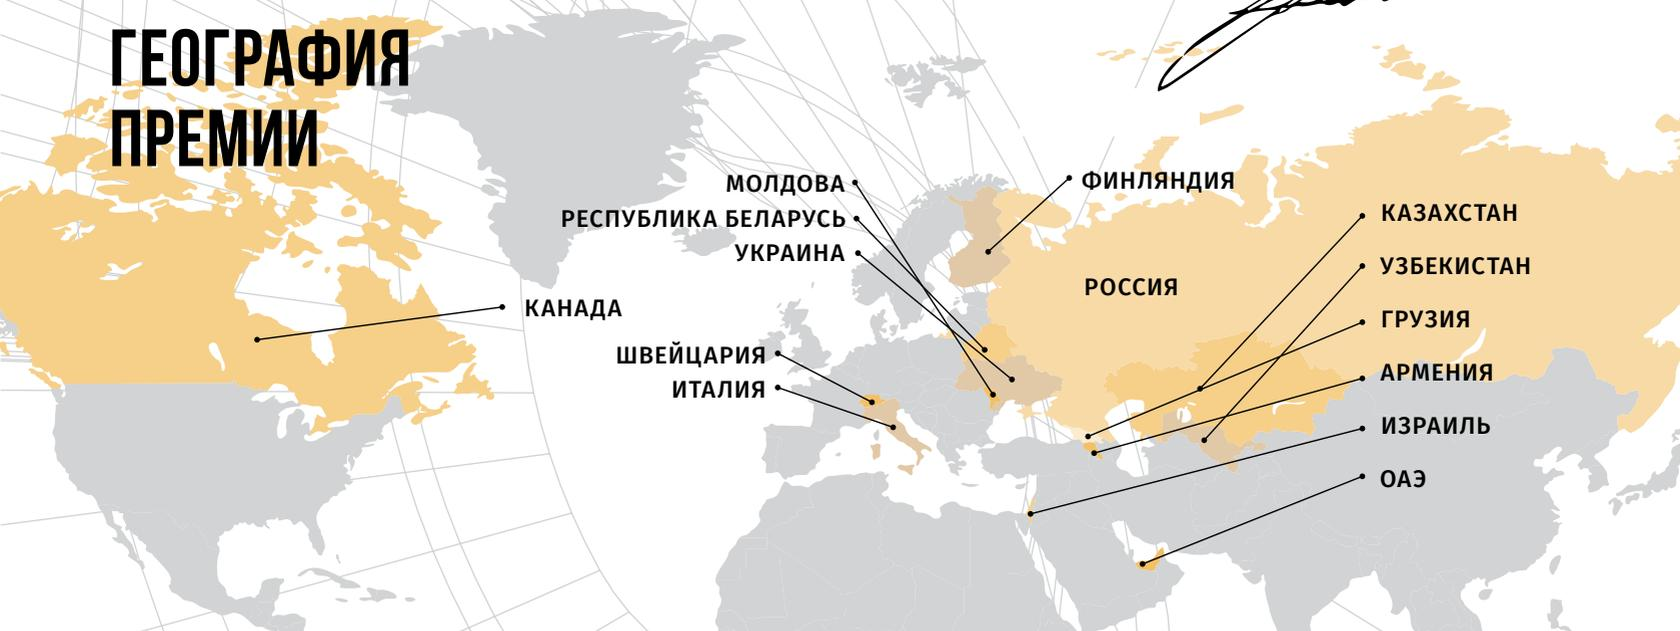 ГЕОГРАФИЯ
ПРЕМИИ
МОЛДОВА
РЕСПУБЛИКА БЕЛАРУСЬ
УКРАИНА
ФИНЛЯНДИЯ
КАНАДА
ШВЕЙЦАРИЯ
ИТАЛИЯ
РОССИЯ
КАЗАХСТАН
УЗБЕКИСТАН
ГРУЗИЯ
АРМЕНИЯ
ИЗРАИЛЬ
ОАЭ